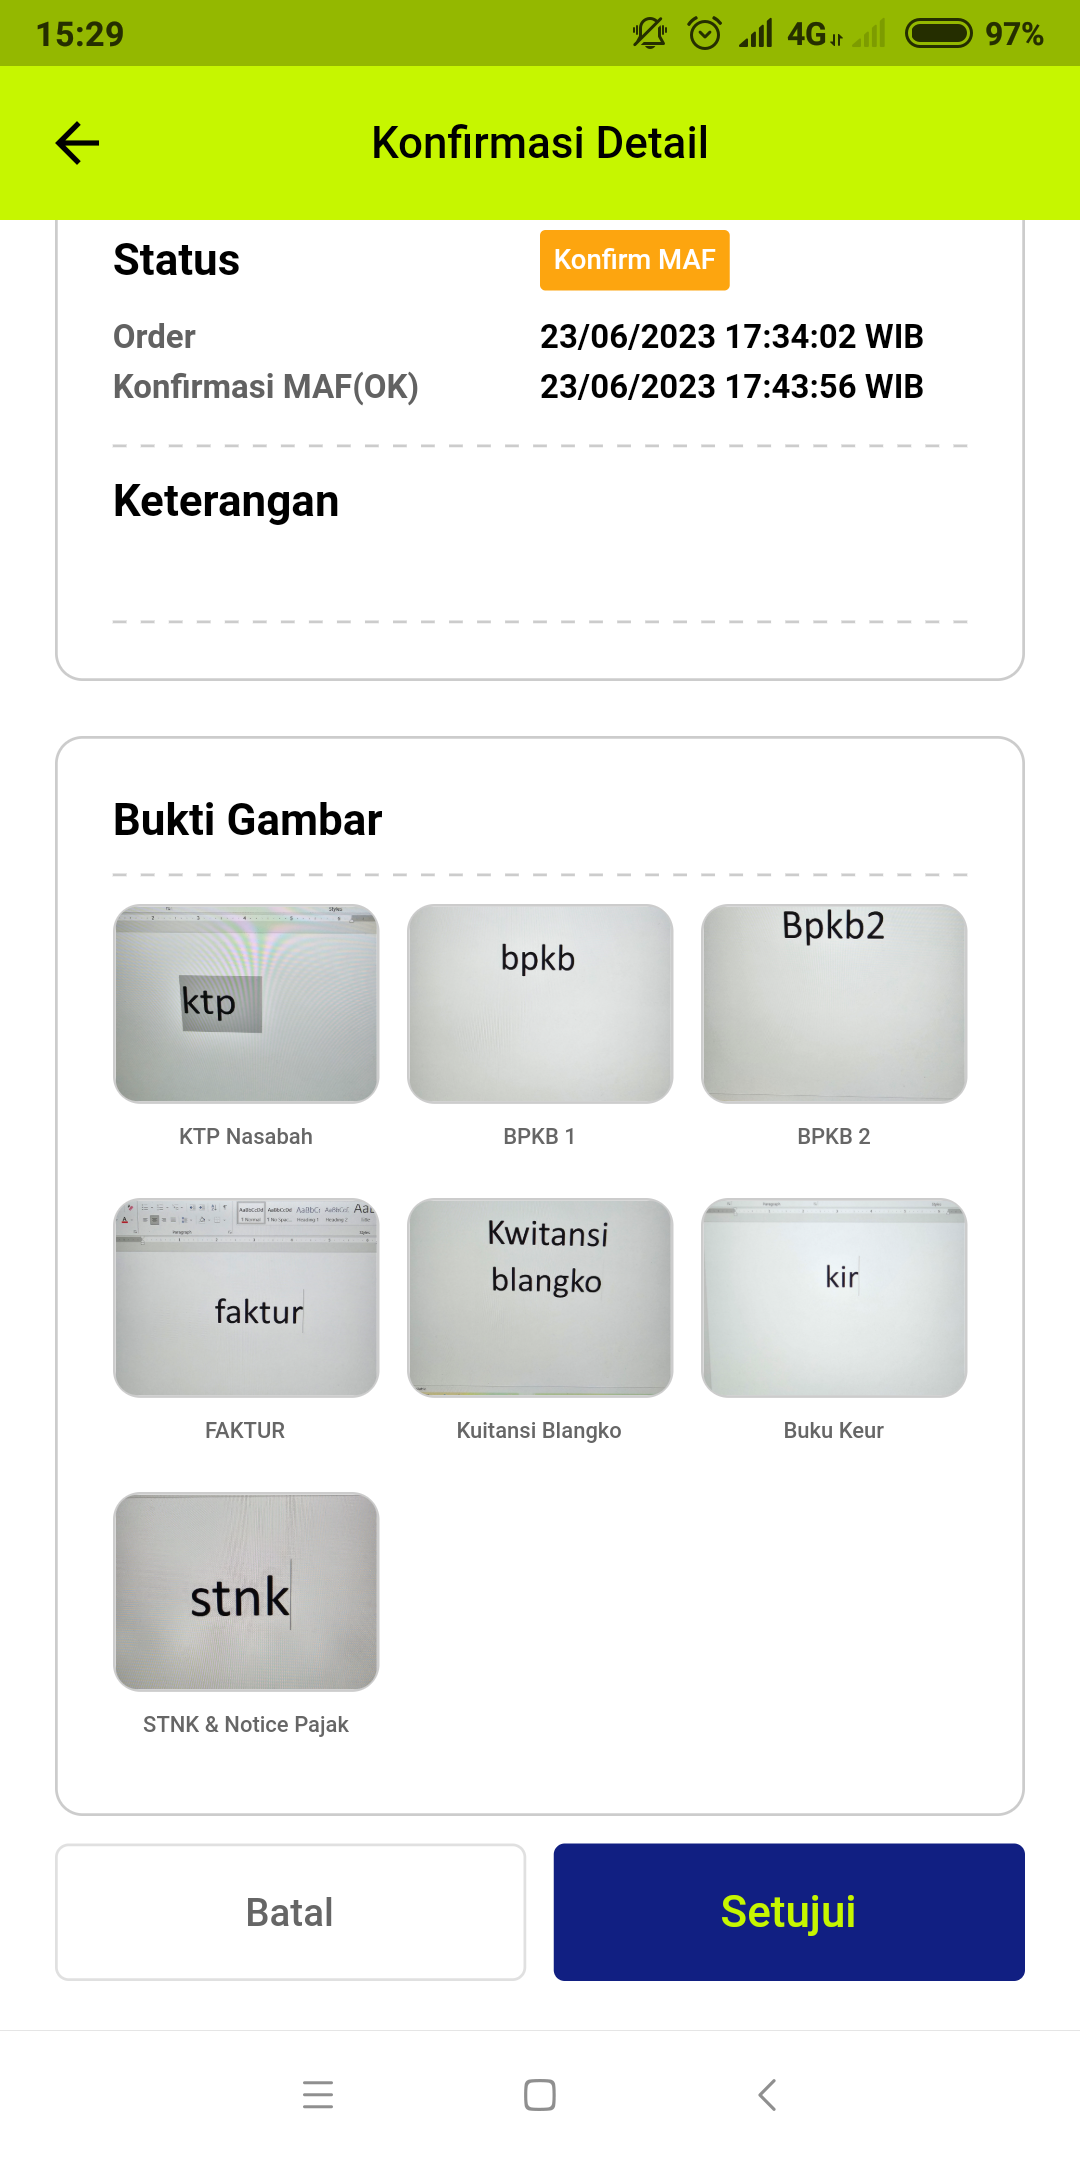 15:29 4G 97%
Konfirmasi Detail
Status Konfirm MAF
Order 23/06/2023 17:34:02 WIB
Konfirmasi MAF(OK) 23/06/2023 17:43:56 WIB
Keterangan
Bukti Gambar
ktp
bpkb
Bpkb2
KTP Nasabah
BPKB 1
BPKB 2
faktur
Kwitansi
blangko
kir
FAKTUR
Kuitansi Blangko
Buku Keur
stnk
STNK & Notice Pajak
Batal
Setujui